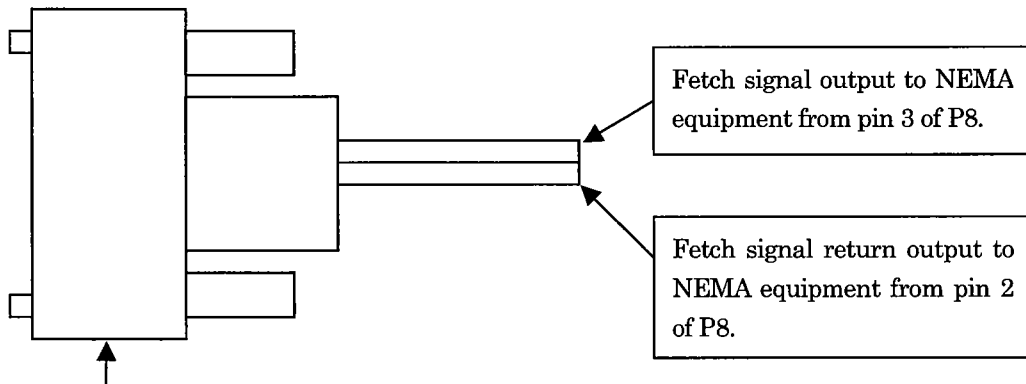 Fetch signal output to NEMA
equipment from pin 3 of P8.
Fetch signal return output to
NEMA equipment from pin 2
of P8.